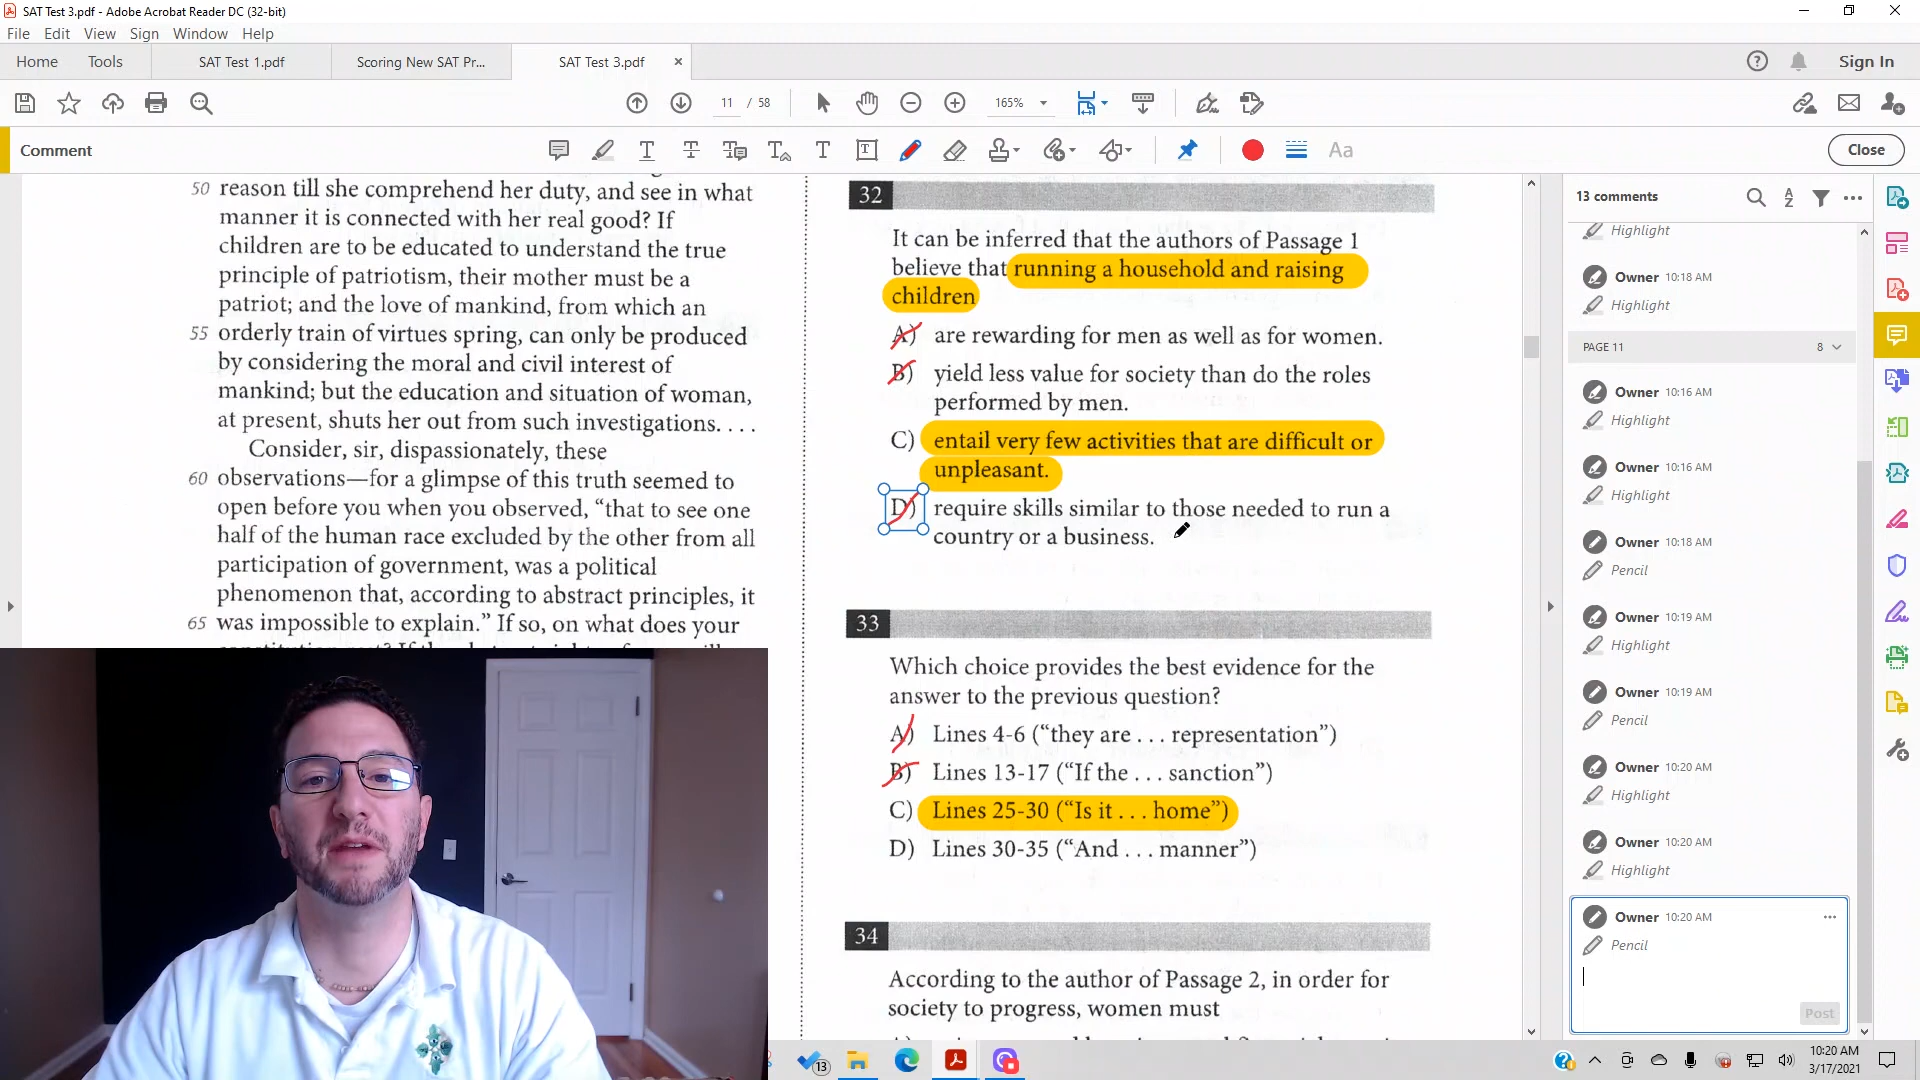 SAT Test 3.pdf - Adobe Acrobat Reader DC (32-bit)
File Edit View Sign Window Help
Home Tools SAT Test 1.pdf Scoring New SAT Pr... SAT Test 3.pdf × Sign In
11 / 58 165%
Comment Aa Close
50 reason till she comprehend her duty, and see in what
manner it is connected with her real good? If
children are to be educated to understand the true
principle of patriotism, their mother must be a
patriot; and the love of mankind, from which an
55 orderly train of virtues spring, can only be produced
by considering the moral and civil interest of
mankind; but the education and situation of woman,
at present, shuts her out from such investigations. . . .
Consider, sir, dispassionately, these
60 observations—for a glimpse of this truth seemed to
open before you when you observed, “that to see one
half of the human race excluded by the other from all
participation of government, was a political
phenomenon that, according to abstract principles, it
65 was impossible to explain.” If so, on what does your
32
It can be inferred that the authors of Passage 1
believe that running a household and raising
children
A) are rewarding for men as well as for women.
B) yield less value for society than do the roles
performed by men.
C) entail very few activities that are difficult or
unpleasant.
D) require skills similar to those needed to run a
country or a business.
33
Which choice provides the best evidence for the
answer to the previous question?
A) Lines 4-6 (“they are . . . representation”)
B) Lines 13-17 (“If the . . . sanction”)
C) Lines 25-30 (“Is it . . . home”)
D) Lines 30-35 (“And . . . manner”)
34
According to the author of Passage 2, in order for
society to progress, women must
13 comments
Highlight
Owner 10:18 AM
Highlight
PAGE 11 8
Owner 10:16 AM
Highlight
Owner 10:16 AM
Highlight
Owner 10:18 AM
Pencil
Owner 10:19 AM
Highlight
Owner 10:19 AM
Pencil
Owner 10:20 AM
Highlight
Owner 10:20 AM
Highlight
Owner 10:20 AM
Pencil
Post
13
10:20 AM
3/17/2021